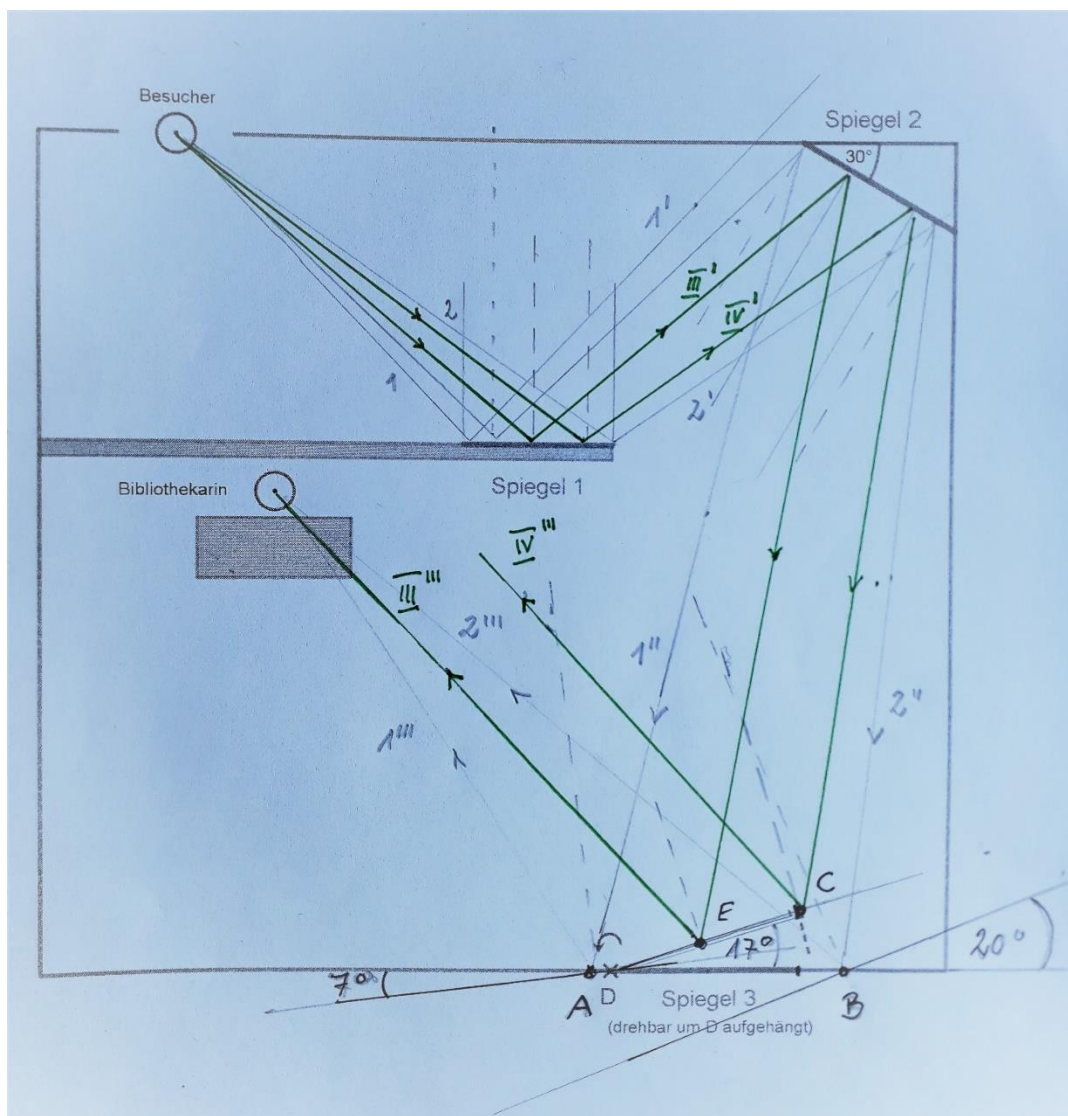 Besucher
Spiegel 2
30°
1'
III'
2
IV'
1
2'
Bibliothekarin
Spiegel 1
IV'''
III'''
2'''
1''
2''
1'''
C
E
17°
20°
7°
A
D
Spiegel 3
B
(drehbar um D aufgehängt)